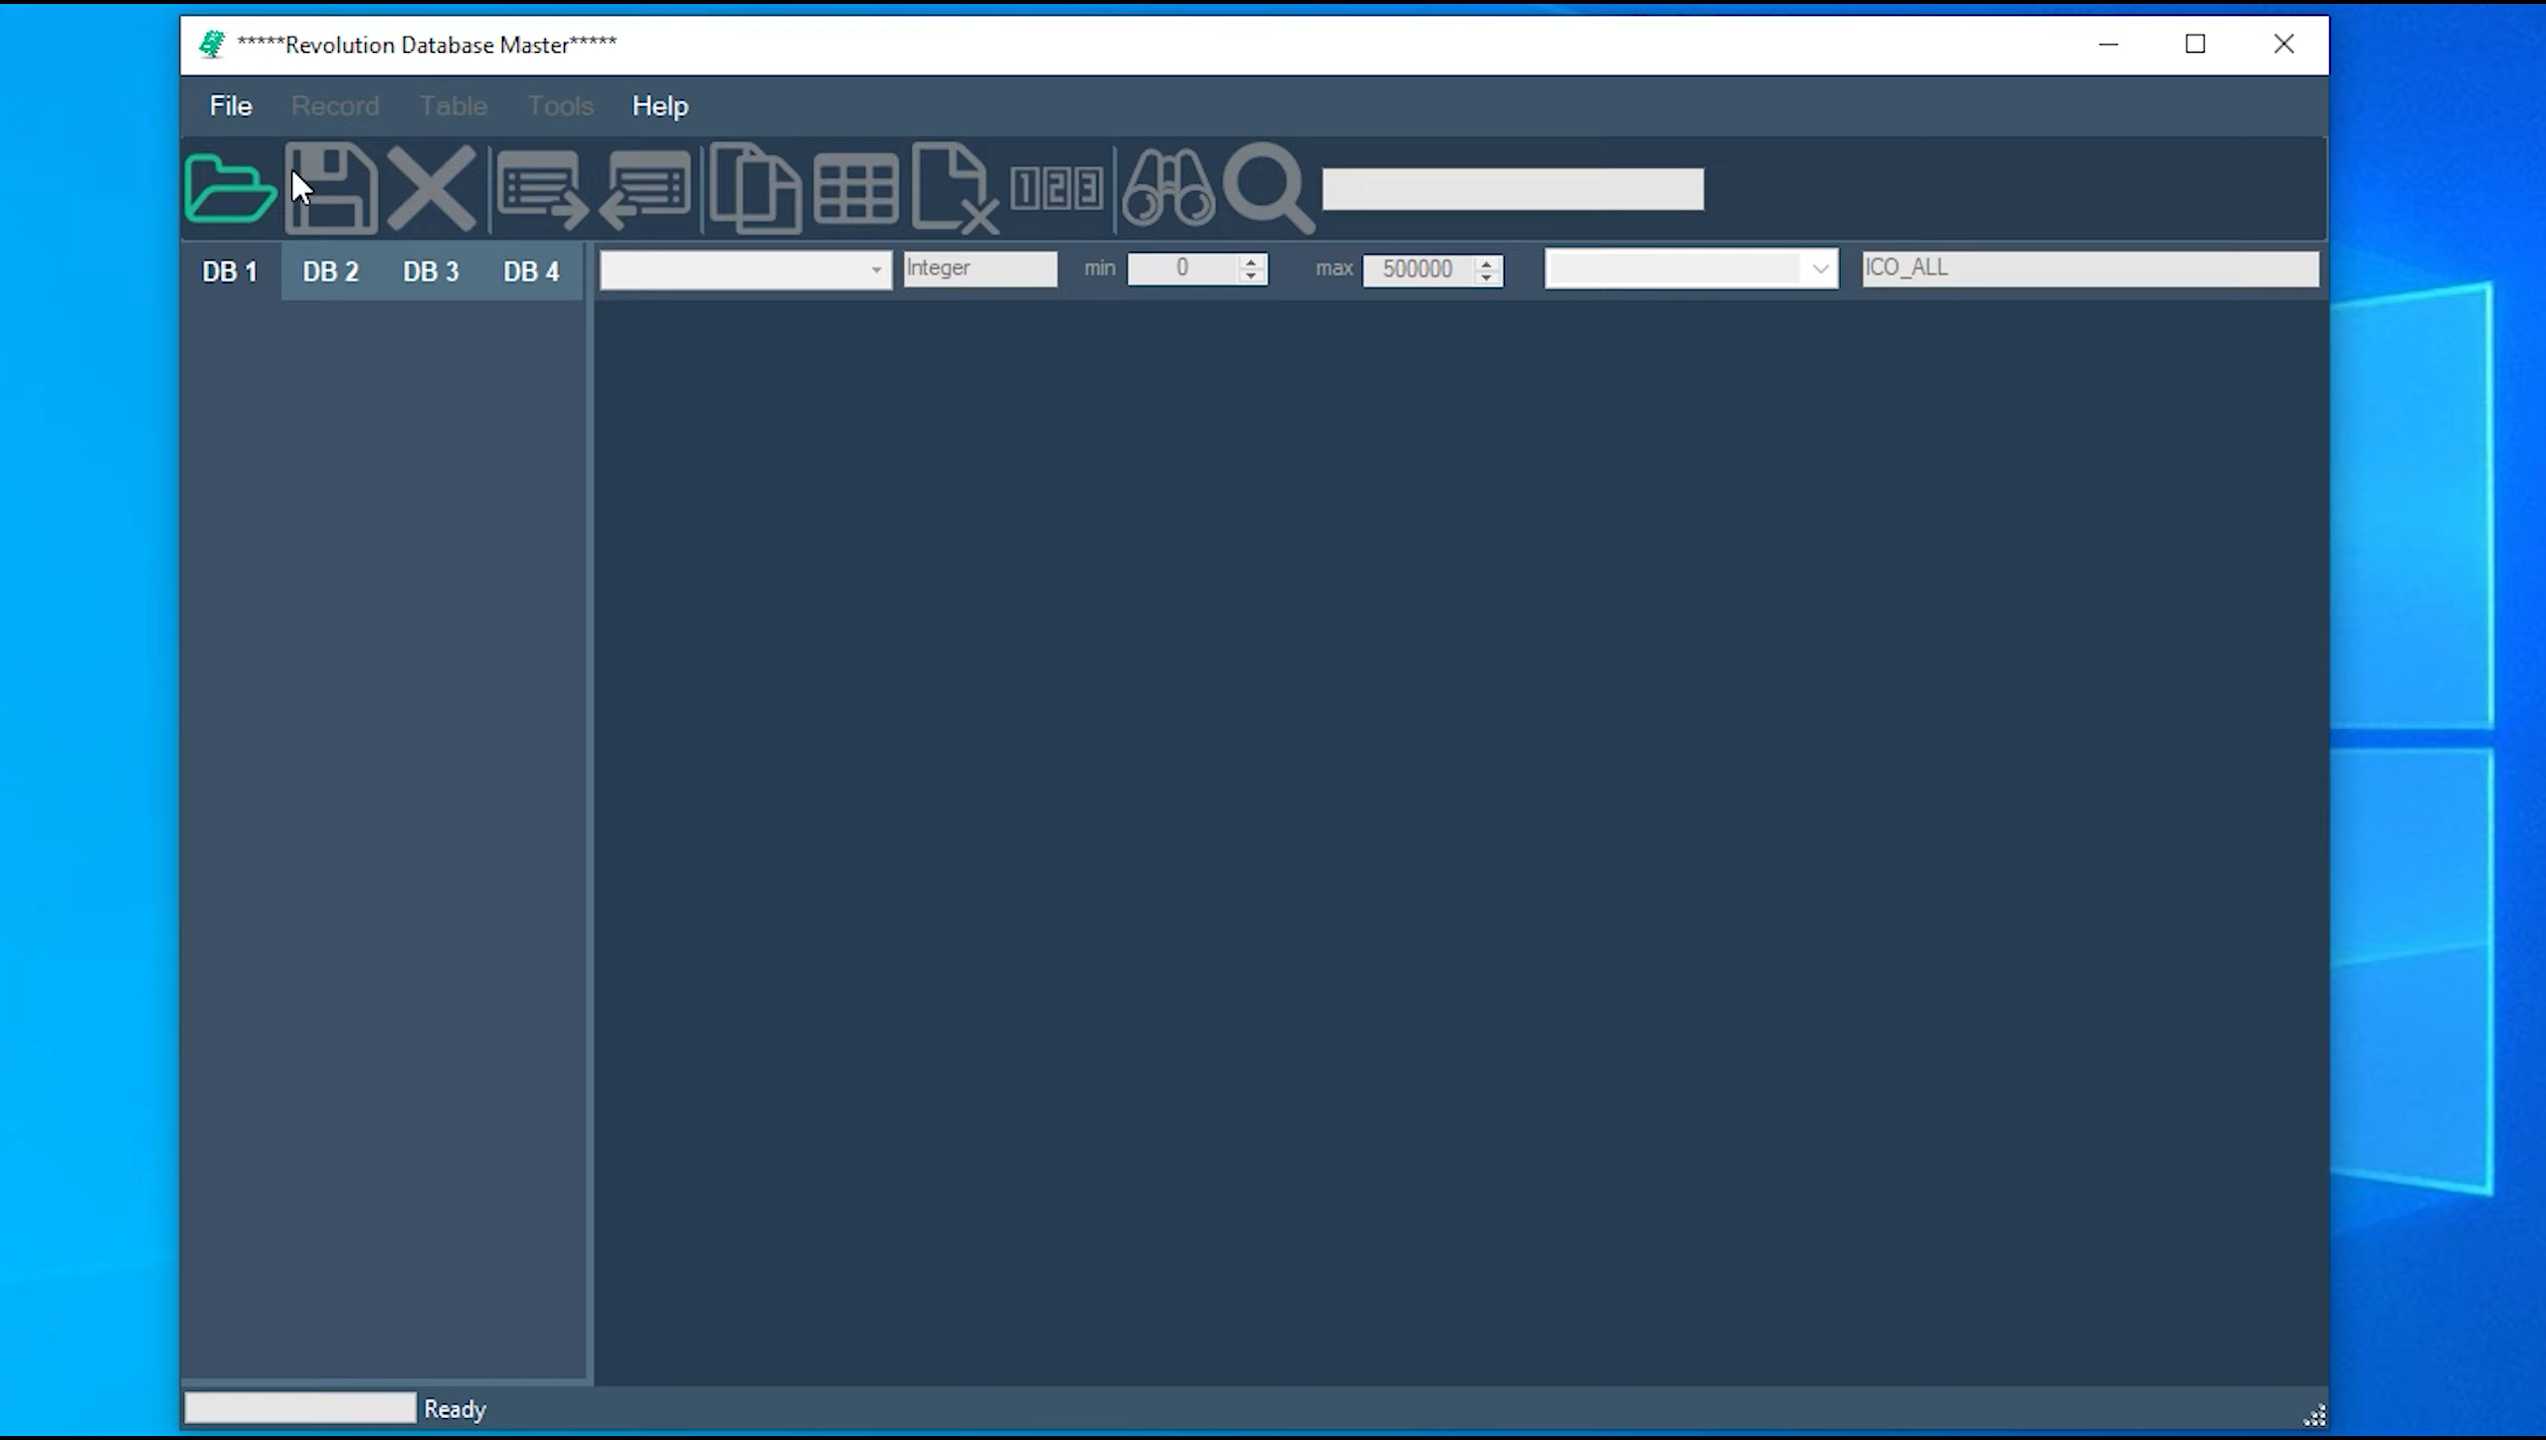 *****Revolution Database Master*****
File Record Table Tools Help
123
DB 1 DB 2 DB 3 DB 4 Integer min 0 max 500000 ICO_ALL
Ready